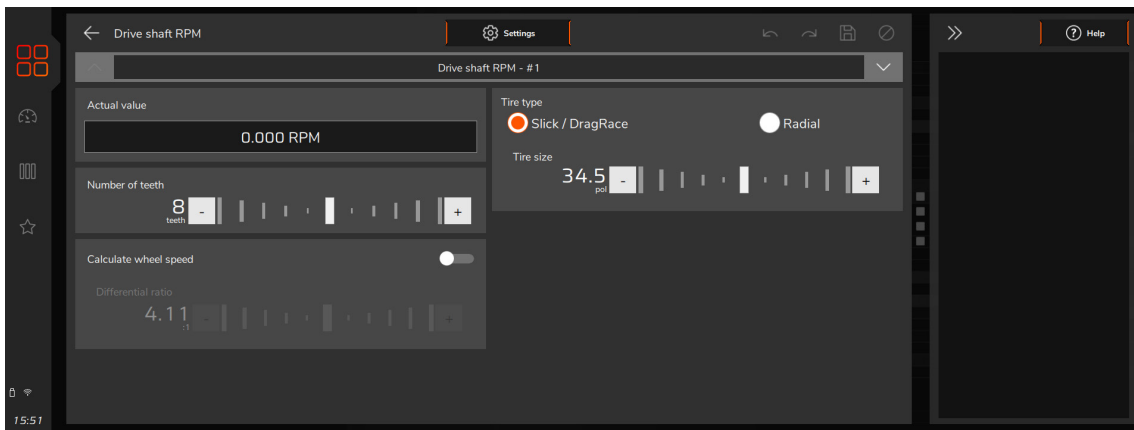 Drive shaft RPM
Settings
Help
Drive shaft RPM - #1
Actual value
0.000 RPM
Number of teeth
8
teeth
-
+
Calculate wheel speed
Differential ratio
4.11
:1
-
+
Tire type
Slick / DragRace
Radial
Tire size
34.5
pol
-
+
15:51